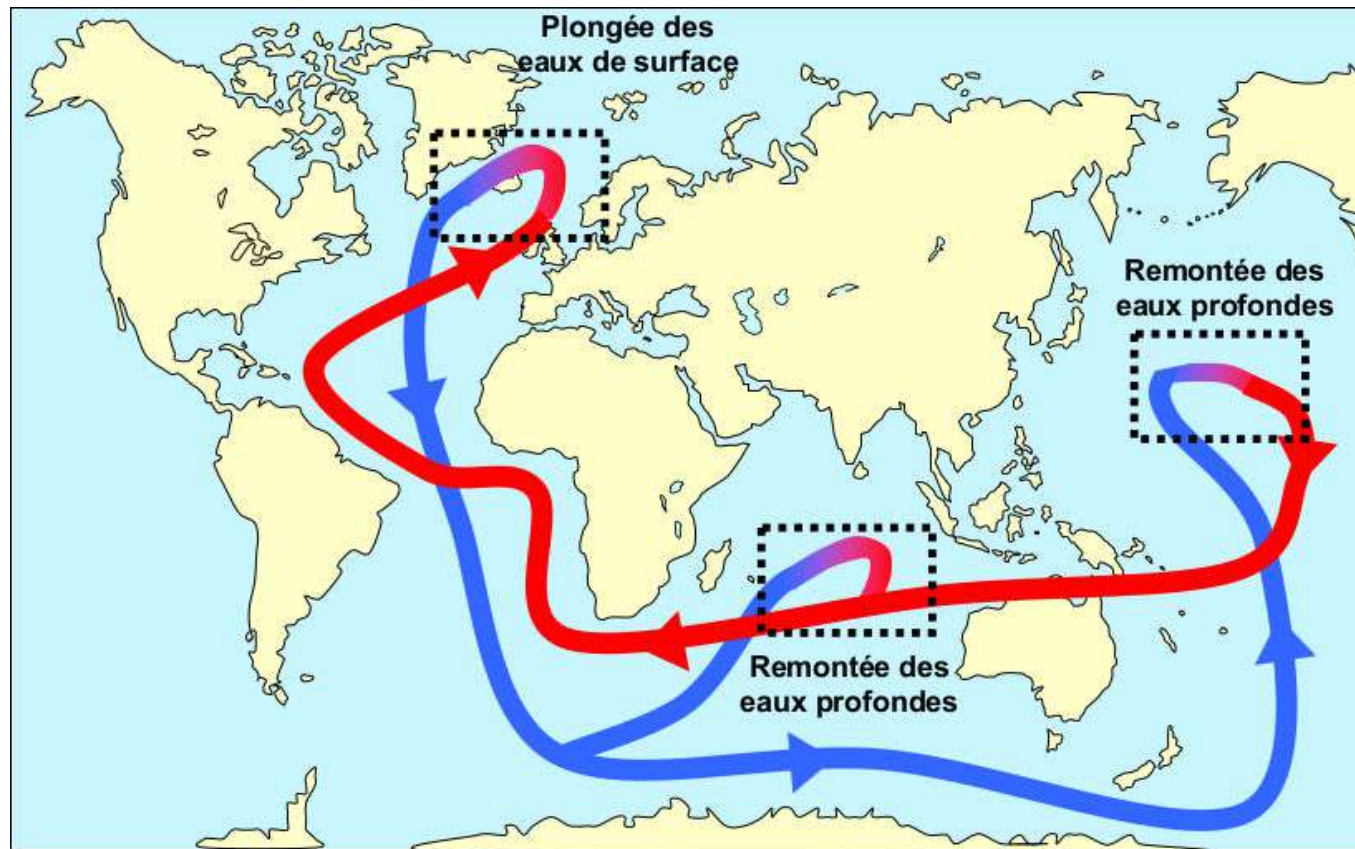 Plongée des
eaux de surface
Remontée des
eaux profondes
Remontée des
eaux profondes